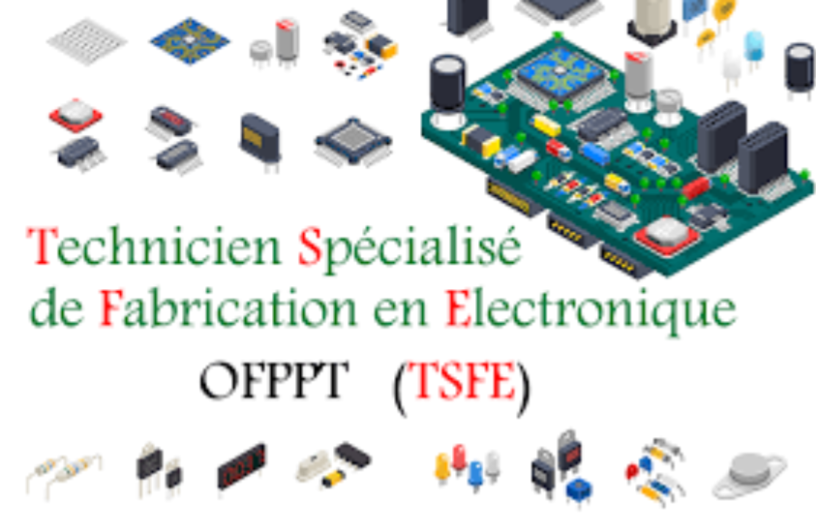 Technicien Spécialisé
de Fabrication en Electronique
OFPPT (TSFE)